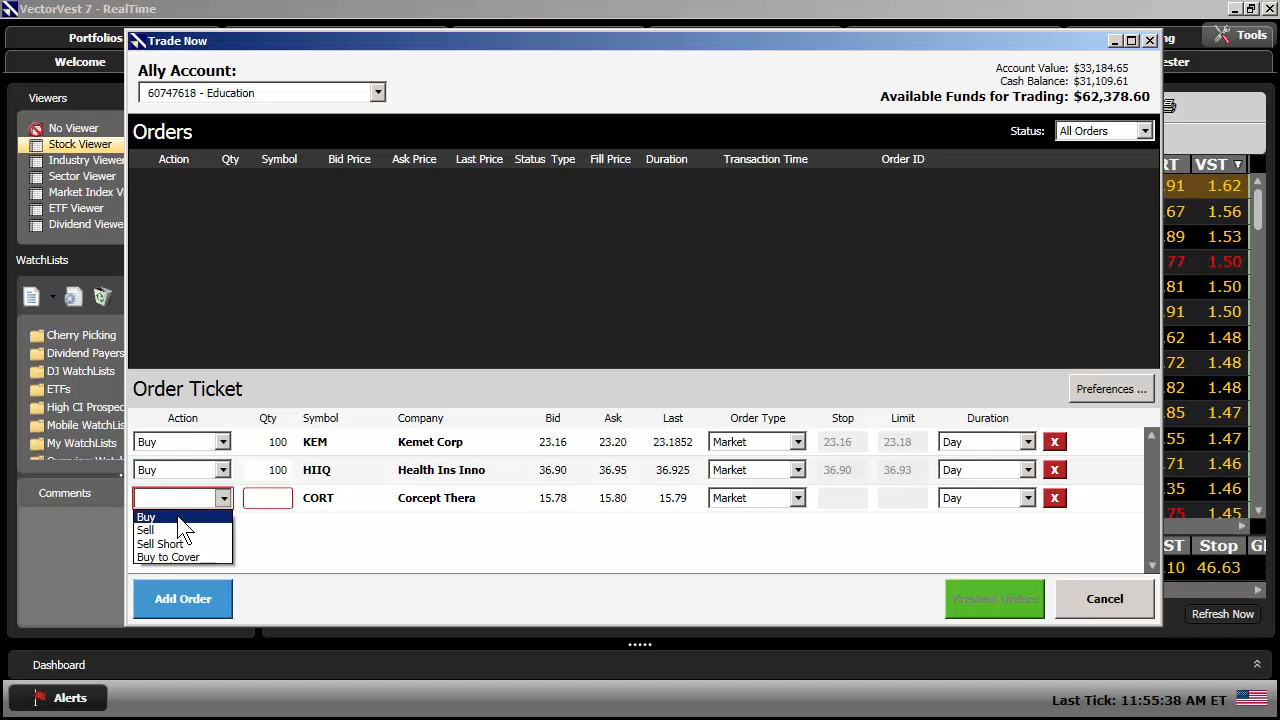 VectorVest 7 - RealTime
Portfolios
ng
Tools
Welcome
ester
Viewers
No Viewer
Stock Viewer
Industry Viewer
Sector Viewer
Market Index V
ETF Viewer
Dividend Viewe
WatchLists
Cherry Picking
Dividend Payers
DJ WatchLists
ETFs
High CI Prospec
Mobile WatchLis
My WatchLists
Comments
Trade Now
Ally Account:
60747618 - Education
Account Value: $33,184.65
Cash Balance: $31,109.61
Available Funds for Trading: $62,378.60
Orders
Status: All Orders
Action Qty Symbol Bid Price Ask Price Last Price Status Type Fill Price Duration Transaction Time Order ID
Order Ticket
Preferences ...
Action Qty Symbol Company Bid Ask Last Order Type Stop Limit Duration
Buy 100 KEM Kemet Corp 23.16 23.20 23.1852 Market 23.16 23.18 Day X
Buy 100 HIIQ Health Ins Inno 36.90 36.95 36.925 Market 36.90 36.93 Day X
CORT Corcept Thera 15.78 15.80 15.79 Market Day X
Buy
Sell
Sell Short
Buy to Cover
Add Order
Preview Orders
Cancel
RT VST
.91 1.62
.67 1.56
.89 1.53
.77 1.50
.81 1.50
.91 1.50
.62 1.48
.72 1.48
.82 1.48
.85 1.47
.55 1.47
.71 1.46
.51 1.46
.75 1.45
ST Stop
.10 46.63
Refresh Now
Dashboard
Alerts
Last Tick: 11:55:38 AM ET